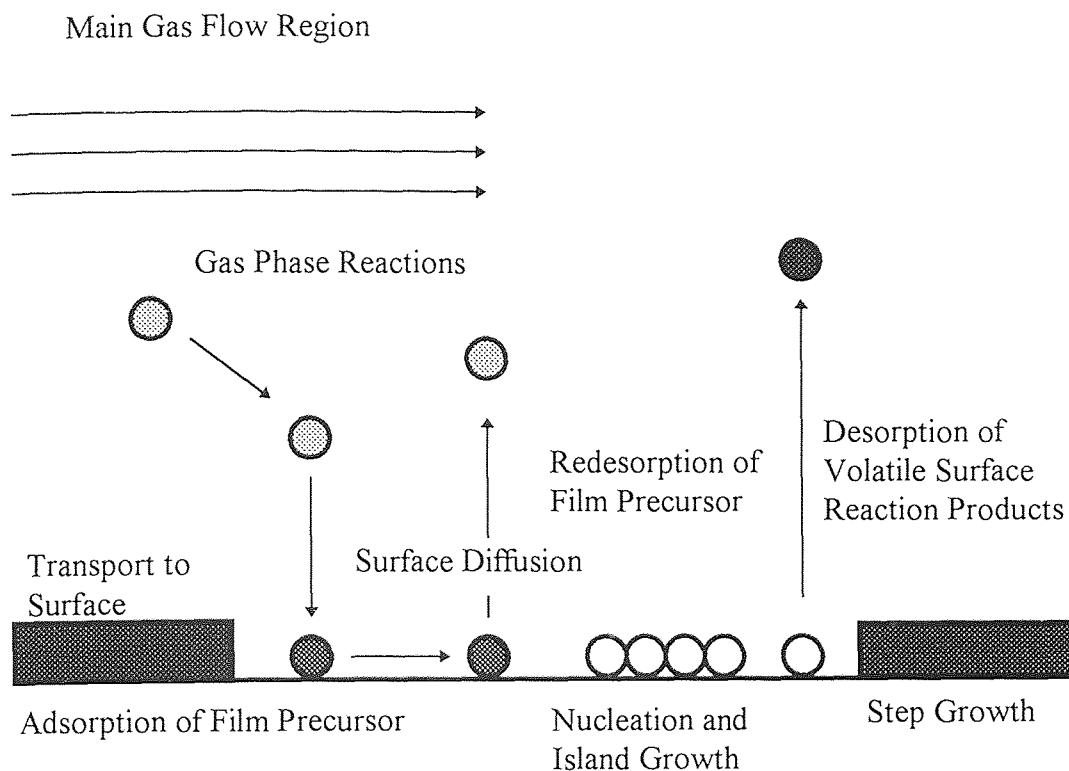 Main Gas Flow Region
Gas Phase Reactions
Redesorption of
Film Precursor
Desorption of
Volatile Surface
Reaction Products
Transport to
Surface
Surface Diffusion
Adsorption of Film Precursor
Nucleation and
Island Growth
Step Growth